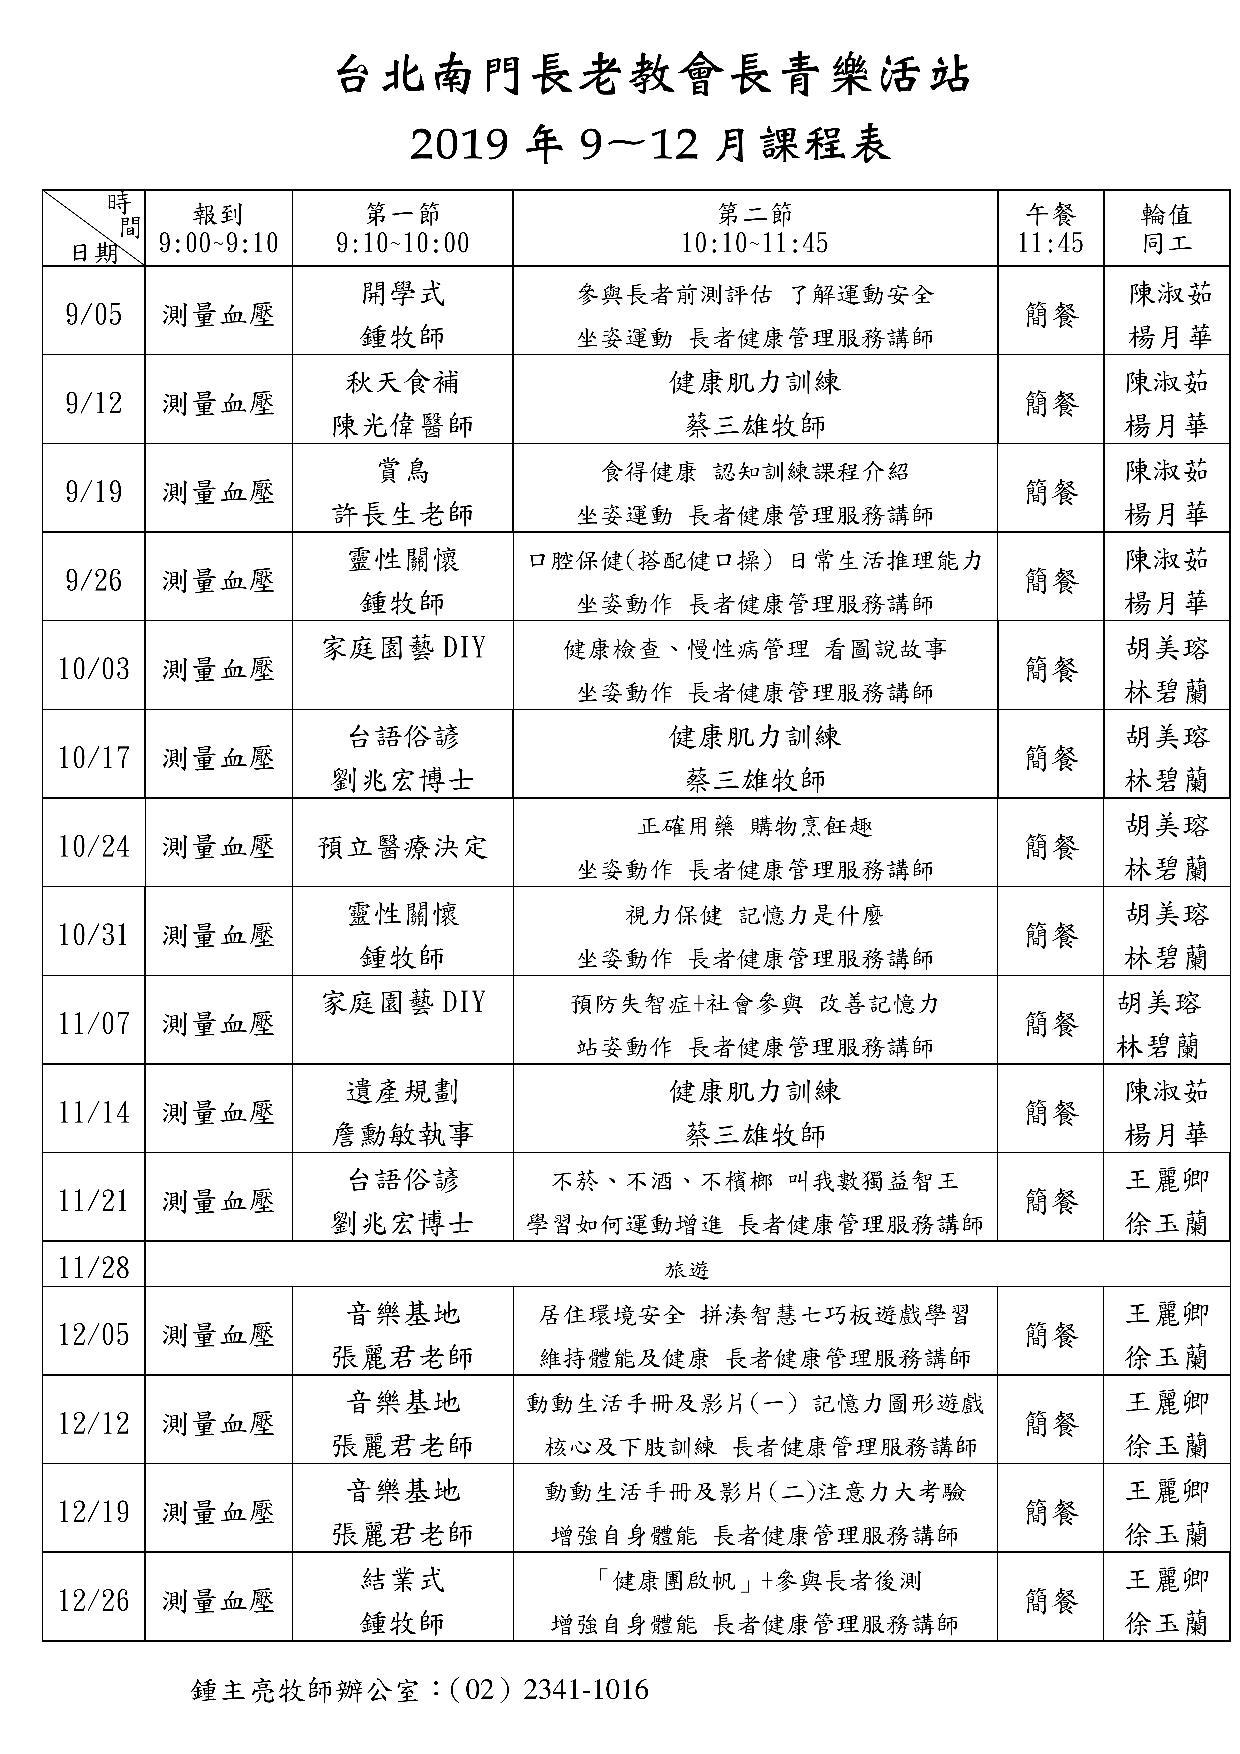 台北南門長老教會長青樂活站
2019 年 9～12 月課程表
時間 日期 報到 9:00~9:10 第一節 9:10~10:00 第二節 10:10~11:45 午餐 11:45 輪值同工
9/05 測量血壓 開學式 鍾牧師 參與長者前測評估 了解運動安全 坐姿運動 長者健康管理服務講師 簡餐 陳淑茹 楊月華
9/12 測量血壓 秋天食補 陳光偉醫師 健康肌力訓練 蔡三雄牧師 簡餐 陳淑茹 楊月華
9/19 測量血壓 賞鳥 許長生老師 食得健康 認知訓練課程介紹 坐姿運動 長者健康管理服務講師 簡餐 陳淑茹 楊月華
9/26 測量血壓 靈性關懷 鍾牧師 口腔保健(搭配健口操) 日常生活推理能力 坐姿動作 長者健康管理服務講師 簡餐 陳淑茹 楊月華
10/03 測量血壓 家庭園藝 DIY 健康檢查、慢性病管理 看圖說故事 坐姿動作 長者健康管理服務講師 簡餐 胡美瑢 林碧蘭
10/17 測量血壓 台語俗諺 劉兆宏博士 健康肌力訓練 蔡三雄牧師 簡餐 胡美瑢 林碧蘭
10/24 測量血壓 預立醫療決定 正確用藥 購物烹飪趣 坐姿動作 長者健康管理服務講師 簡餐 胡美瑢 林碧蘭
10/31 測量血壓 靈性關懷 鍾牧師 視力保健 記憶力是什麼 坐姿動作 長者健康管理服務講師 簡餐 胡美瑢 林碧蘭
11/07 測量血壓 家庭園藝 DIY 預防失智症+社會參與 改善記憶力 站姿動作 長者健康管理服務講師 簡餐 胡美瑢 林碧蘭
11/14 測量血壓 遺產規劃 詹勳敏執事 健康肌力訓練 蔡三雄牧師 簡餐 陳淑茹 楊月華
11/21 測量血壓 台語俗諺 劉兆宏博士 不菸、不酒、不檳榔 叫我數獨益智王 學習如何運動增進 長者健康管理服務講師 簡餐 王麗卿 徐玉蘭
11/28 旅遊
12/05 測量血壓 音樂基地 張麗君老師 居住環境安全 拼湊智慧七巧板遊戲學習 維持體能及健康 長者健康管理服務講師 簡餐 王麗卿 徐玉蘭
12/12 測量血壓 音樂基地 張麗君老師 動動生活手冊及影片(一) 記憶力圖形遊戲 核心及下肢訓練 長者健康管理服務講師 簡餐 王麗卿 徐玉蘭
12/19 測量血壓 音樂基地 張麗君老師 動動生活手冊及影片(二)注意力大考驗 增強自身體能 長者健康管理服務講師 簡餐 王麗卿 徐玉蘭
12/26 測量血壓 結業式 鍾牧師 「健康團啟帆」+參與長者後測 增強自身體能 長者健康管理服務講師 簡餐 王麗卿 徐玉蘭
鍾主亮牧師辦公室：（02）2341-1016